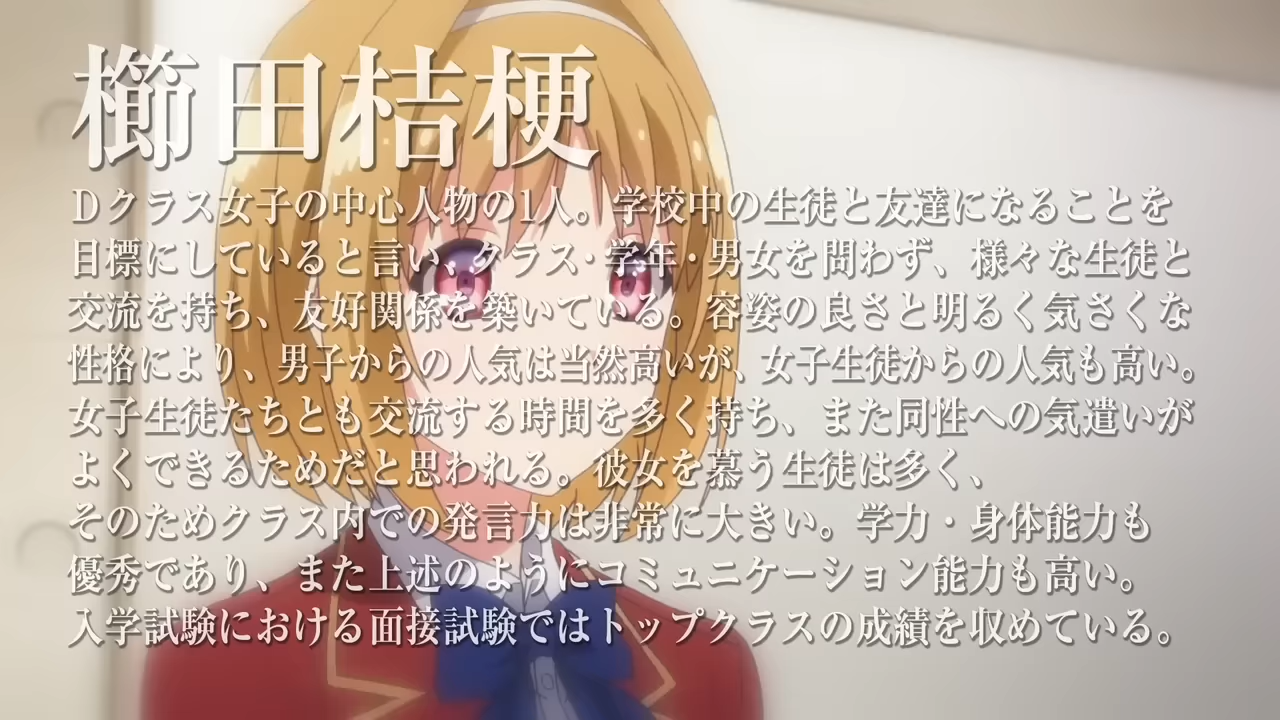 櫛田桔梗
Dクラス女子の中心人物の1人。学校中の生徒と友達になることを
目標にしていると言い、クラス・学年・男女を問わず、様々な生徒と
交流を持ち、友好関係を築いている。容姿の良さと明るく気さくな
性格により、男子からの人気は当然高いが、女子生徒からの人気も高い。
女子生徒たちとも交流する時間を多く持ち、また同性への気遣いが
よくできるためだと思われる。彼女を慕う生徒は多く、
そのためクラス内での発言力は非常に大きい。学力・身体能力も
優秀であり、また上述のようにコミュニケーション能力も高い。
入学試験における面接試験ではトップクラスの成績を収めている。